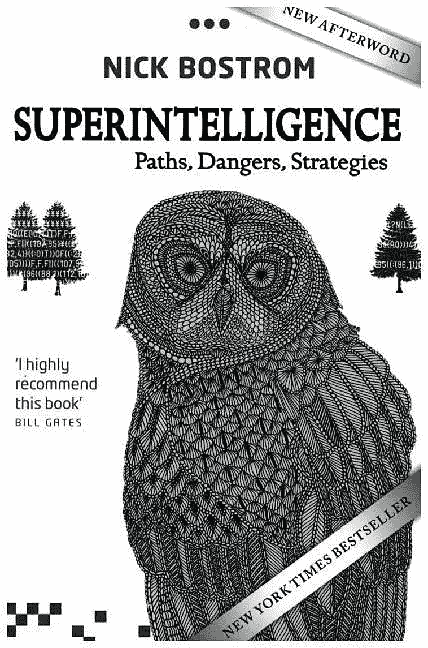 NEW AFTERWORD
NICK BOSTROM
SUPERINTELLIGENCE
Paths, Dangers, Strategies
'I highly
recommend
this book'
BILL GATES
NEW YORK TIMES BESTSELLER